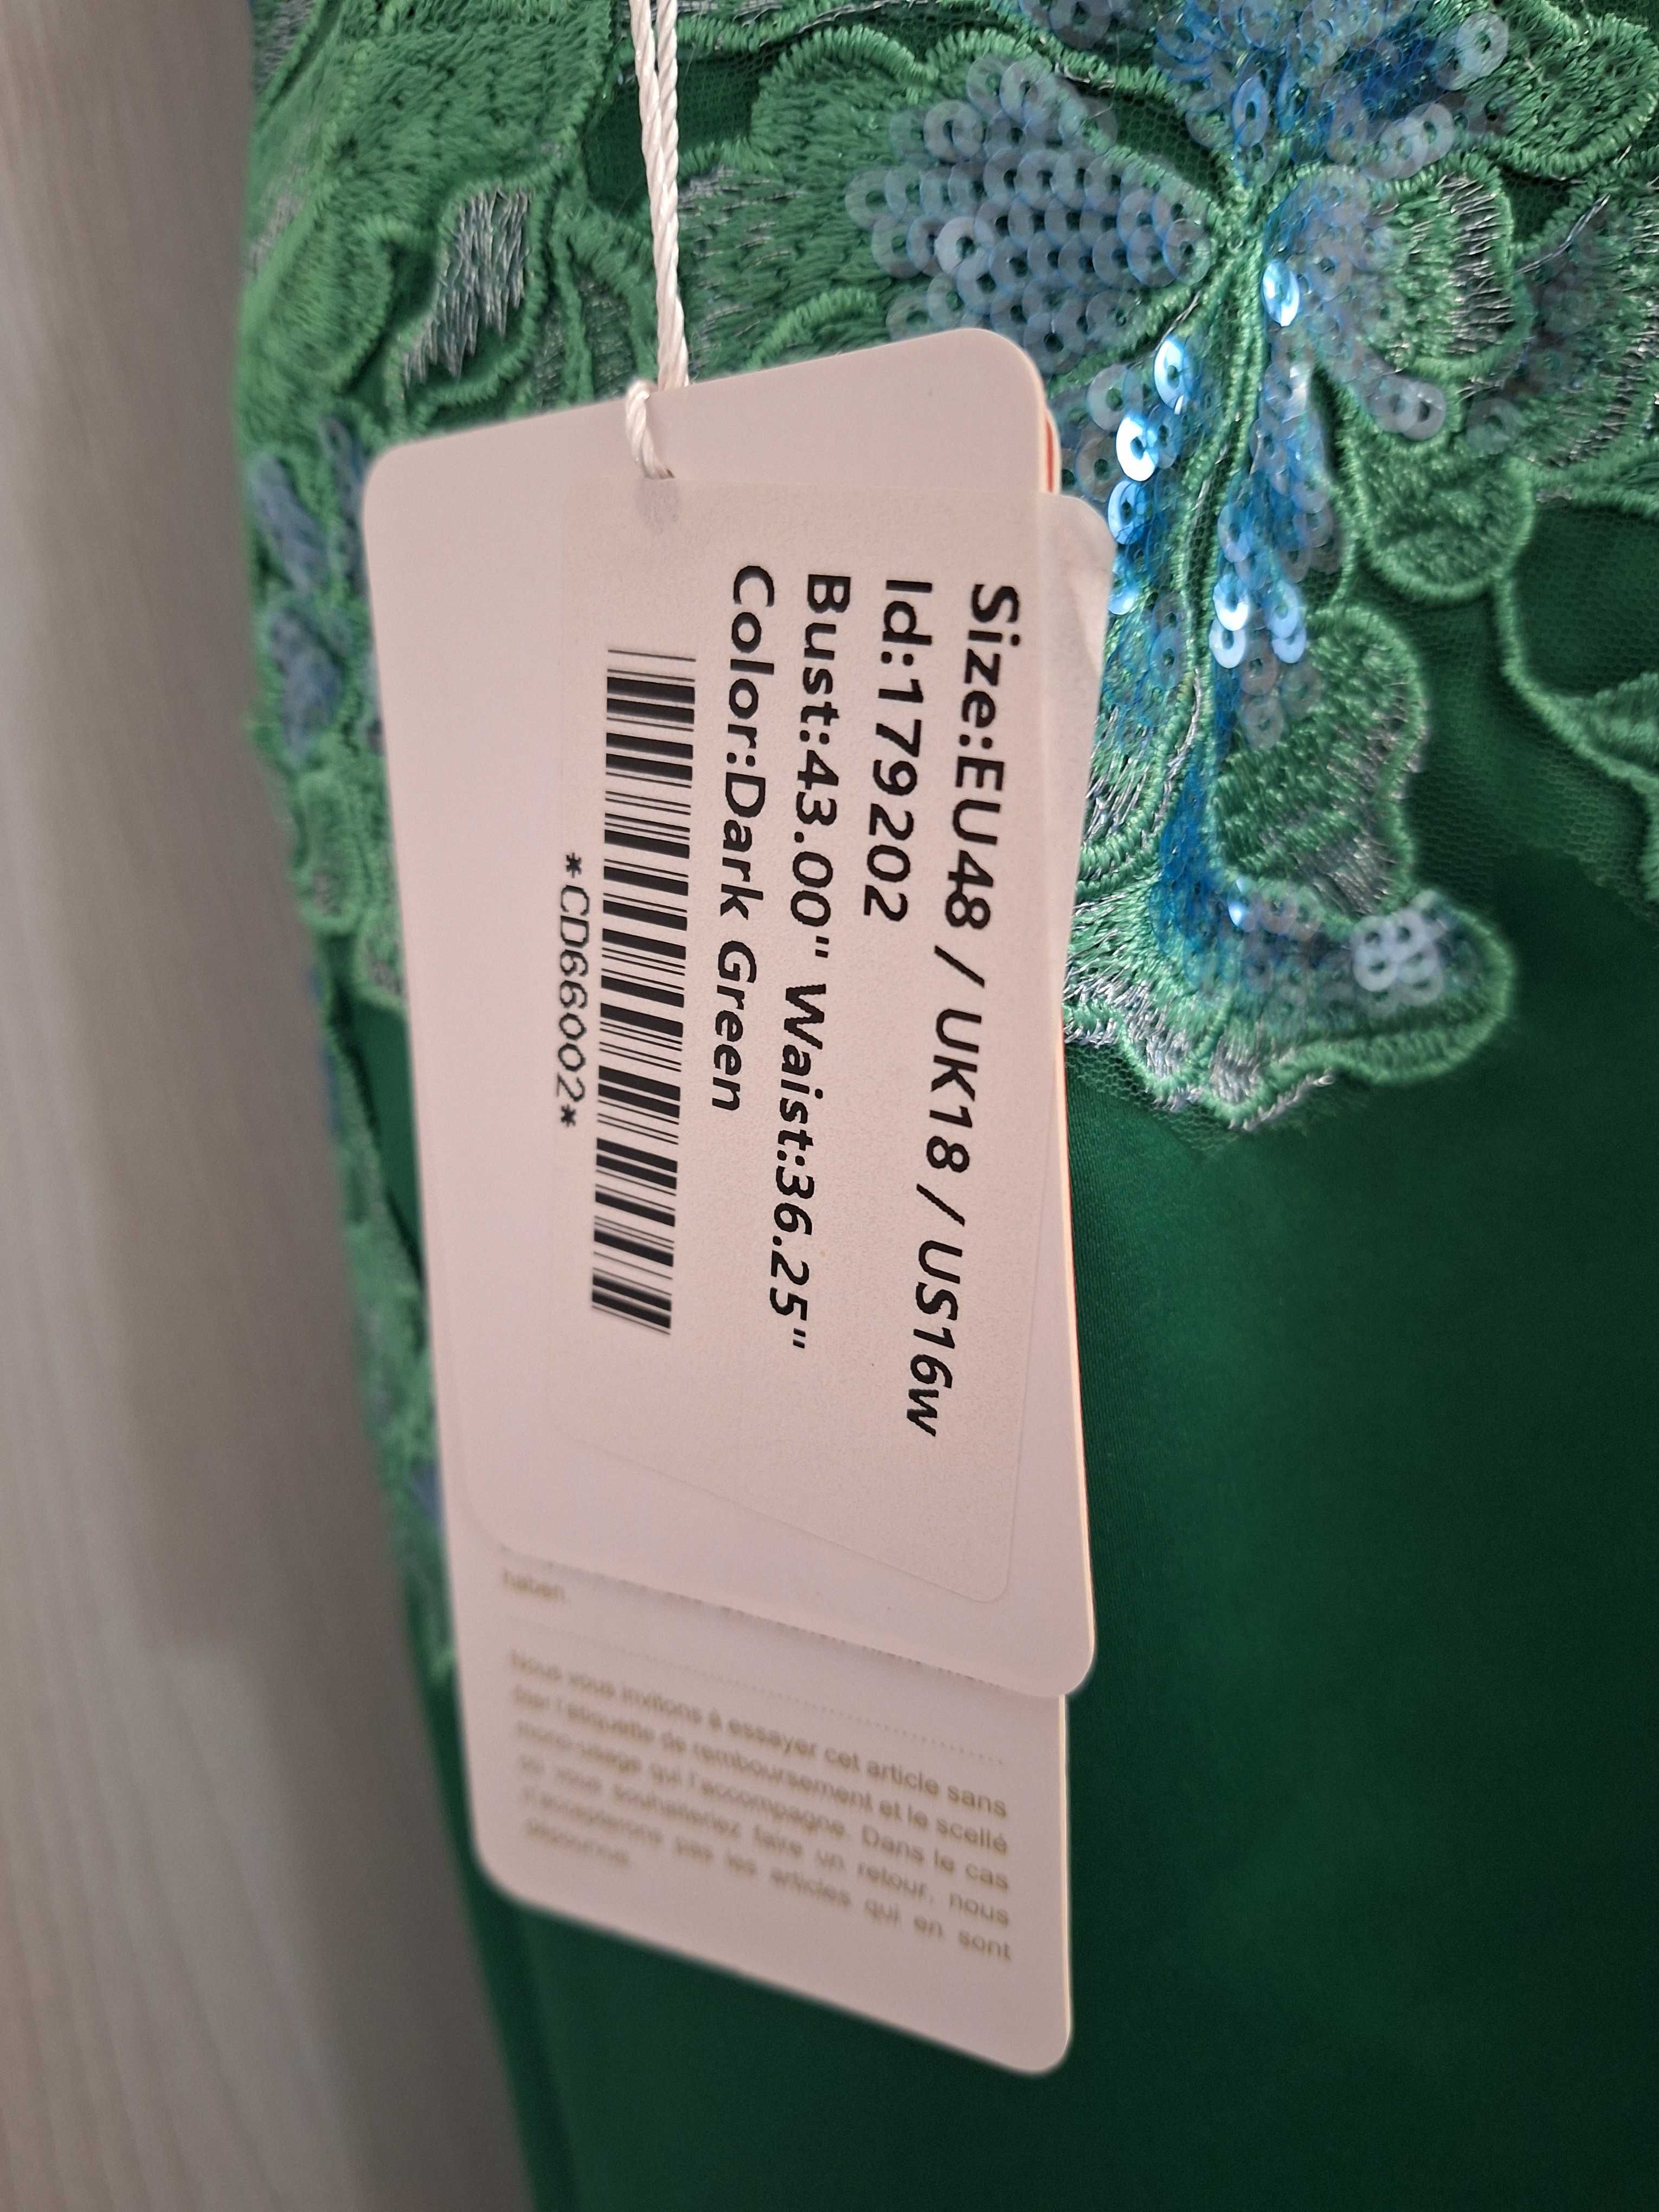 Size:EU48 / UK18 / US16w
Id:179202
Bust:43.00" Waist:36.25"
Color:Dark Green
*CD66002*
haben.
Nous vous invitons à essayer cet article sans
ôter l'étiquette de remboursement et le scellé
mono-usage qui l'accompagne. Dans le cas
où vous souhaiteriez faire un retour, nous
n'accepterons pas les articles qui en sont
dépourvus.